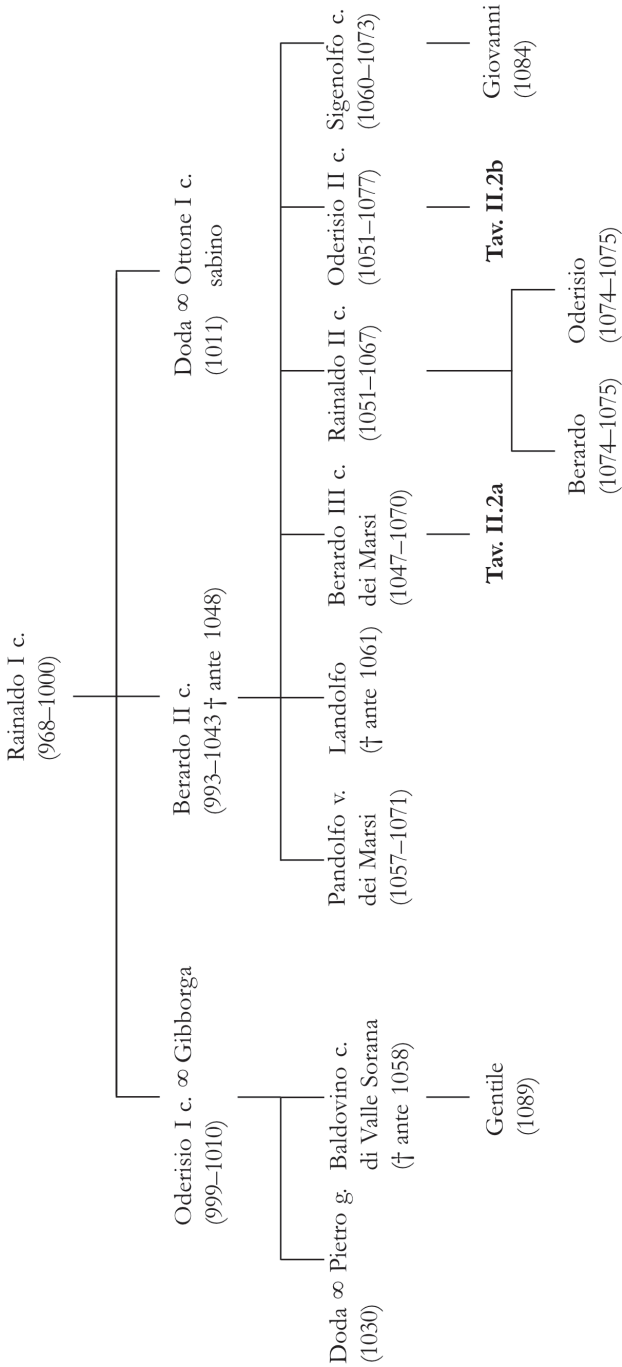 Rainaldo I c.
(968–1000)
Oderisio I c. ∞ Gibborga
(999–1010)
Berardo II c.
(993–1043 † ante 1048)
Doda ∞ Ottone I c.
(1011) sabino
Doda ∞ Pietro g.
(1030)
Baldovino c.
di Valle Sorana
(† ante 1058)
Pandolfo v.
dei Marsi
(1057–1071)
Landolfo
(† ante 1061)
Berardo III c.
dei Marsi
(1047–1070)
Rainaldo II c.
(1051–1067)
Oderisio II c.
(1051–1077)
Sigenolfo c.
(1060–1073)
Gentile
(1089)
Tav. II.2a
Berardo
(1074–1075)
Oderisio
(1074–1075)
Tav. II.2b
Giovanni
(1084)